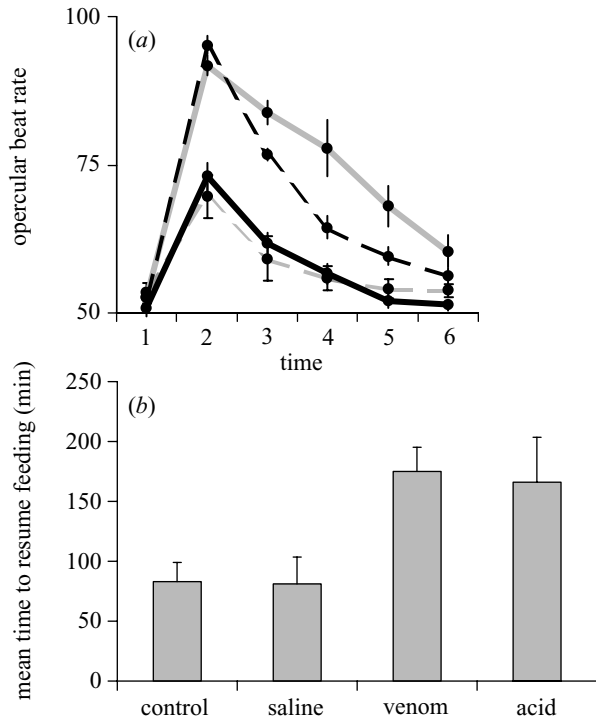 (a)
opercular beat rate
100
75
50
1 2 3 4 5 6
time
(b)
mean time to resume feeding (min)
250
200
150
100
50
0
control saline venom acid